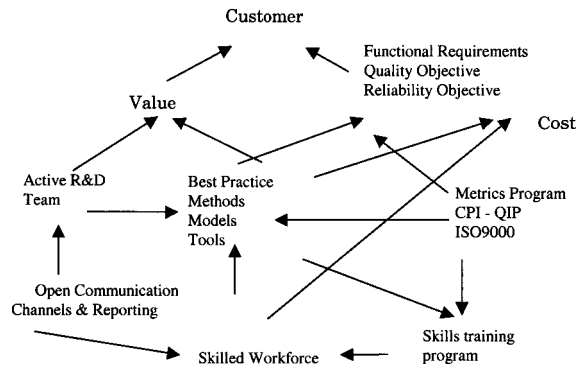 Customer
Functional Requirements
Quality Objective
Reliability Objective
Value
Cost
Active R&D
Team
Best Practice
Methods
Models
Tools
Metrics Program
CPI - QIP
ISO9000
Open Communication
Channels & Reporting
Skilled Workforce
Skills training
program